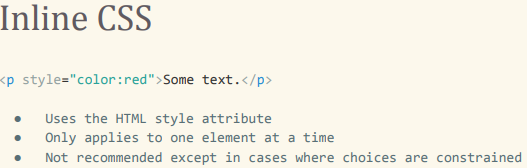 Inline CSS
<p style="color:red">Some text.</p>
● Uses the HTML style attribute
● Only applies to one element at a time
● Not recommended except in cases where choices are constrained